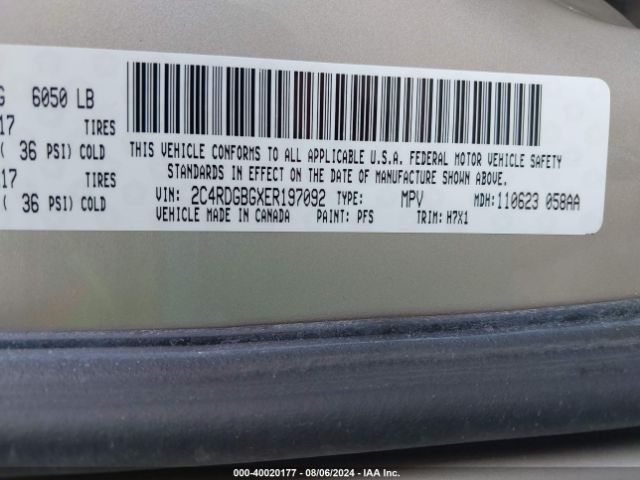 G 6050 LB
17 TIRES
( 36 PSI) COLD
17 TIRES
( 36 PSI) COLD
THIS VEHICLE CONFORMS TO ALL APPLICABLE U.S.A. FEDERAL MOTOR VEHICLE SAFETY
STANDARDS IN EFFECT ON THE DATE OF MANUFACTURE SHOWN ABOVE.
VIN: 2C4RDGBGXER197092 TYPE: MPV MDH: 110623 058AA
VEHICLE MADE IN CANADA PAINT: PFS TRIM: H7X1
000-40020177 - 08/06/2024 - IAA Inc.